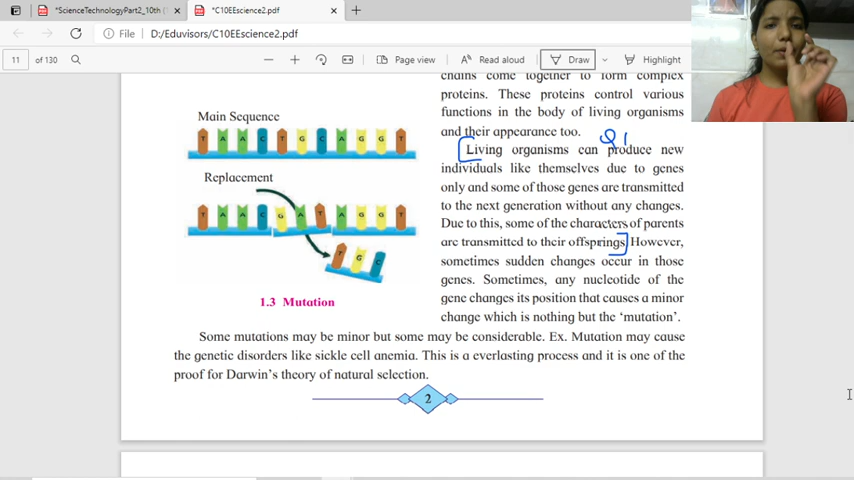 *ScienceTechnologyPart2_10th (
*C10EEscience2.pdf
File
D:/Eduvisors/C10EEscience2.pdf
11
of 130
Page view
Read aloud
Draw
Highlight
chains come together to form complex
proteins. These proteins control various
functions in the body of living organisms
and their appearance too.
Q1
Living organisms can produce new
individuals like themselves due to genes
only and some of those genes are transmitted
to the next generation without any changes.
Due to this, some of the characters of parents
are transmitted to their offsprings. However,
sometimes sudden changes occur in those
genes. Sometimes, any nucleotide of the
gene changes its position that causes a minor
change which is nothing but the ‘mutation’.
Main Sequence
T A A C T G C A G G T
Replacement
T A A C G A T A G G T
T G C
1.3 Mutation
Some mutations may be minor but some may be considerable. Ex. Mutation may cause
the genetic disorders like sickle cell anemia. This is a everlasting process and it is one of the
proof for Darwin’s theory of natural selection.
2